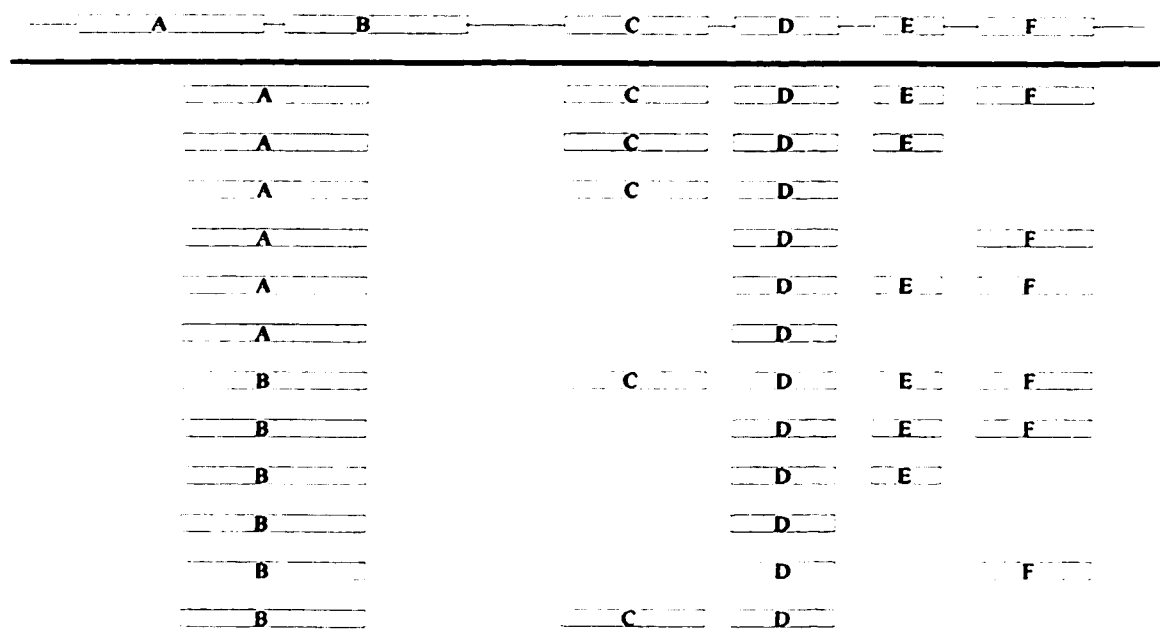 A B C D E F
A C D E F
A C D E
A C D
A D F
A D E F
A D
B C D E F
B D E F
B D E
B D
B D F
B C D